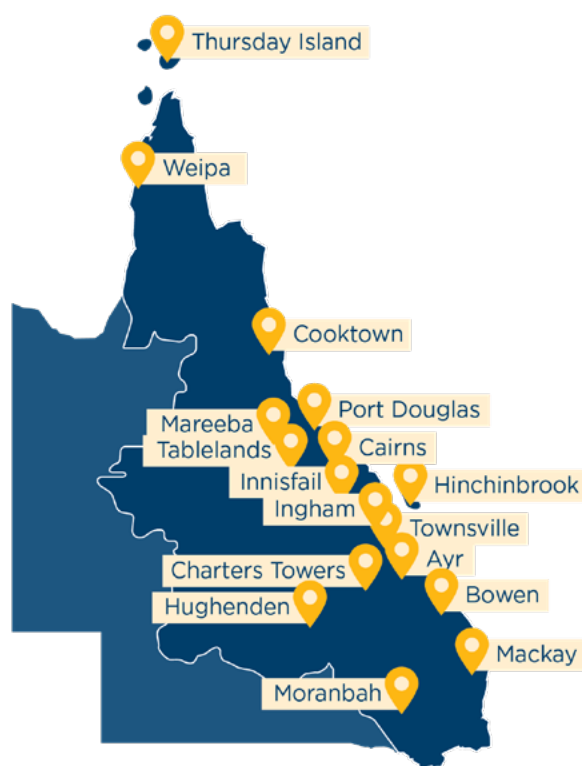 Thursday Island
Weipa
Cooktown
Port Douglas
Mareeba
Cairns
Tablelands
Innisfail
Hinchinbrook
Ingham
Townsville
Ayr
Charters Towers
Bowen
Hughenden
Mackay
Moranbah